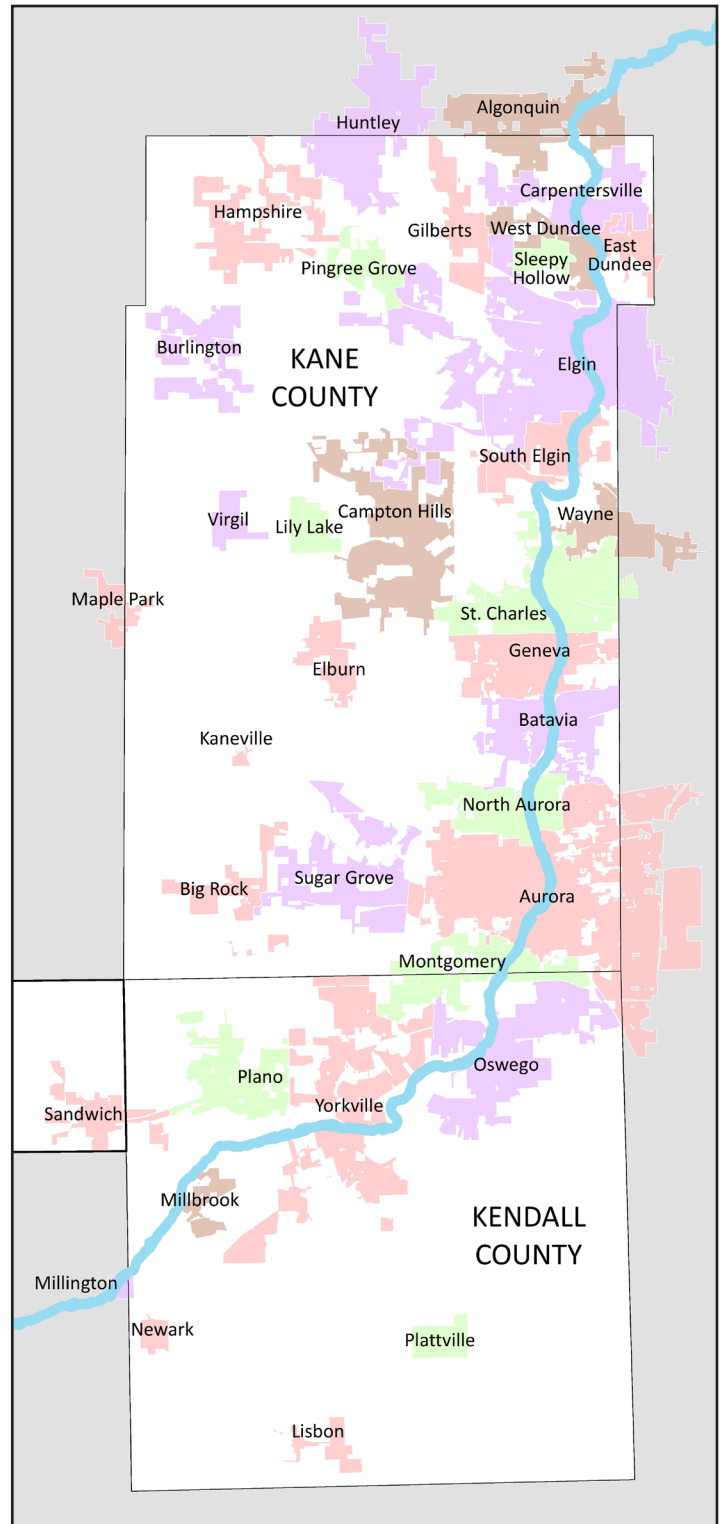 Algonquin
Huntley
Carpentersville
Hampshire
Gilberts
West Dundee
East
Dundee
Sleepy
Hollow
Pingree Grove
Burlington
KANE
COUNTY
Elgin
South Elgin
Campton Hills
Wayne
Virgil
Lily Lake
Maple Park
St. Charles
Geneva
Elburn
Batavia
Kaneville
North Aurora
Sugar Grove
Big Rock
Aurora
Montgomery
Oswego
Plano
Yorkville
Sandwich
Millbrook
KENDALL
COUNTY
Millington
Newark
Plattville
Lisbon